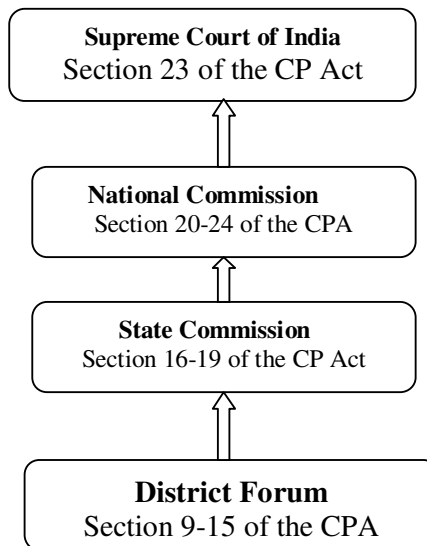 Supreme Court of India
Section 23 of the CP Act
National Commission
Section 20-24 of the CPA
State Commission
Section 16-19 of the CP Act
District Forum
Section 9-15 of the CPA